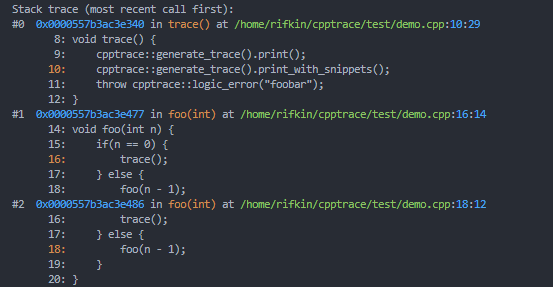 Stack trace (most recent call first):
#0  0x0000557b3ac3e340 in trace() at /home/rifkin/cpptrace/test/demo.cpp:10:29
      8: void trace() {
      9:     cpptrace::generate_trace().print();
     10:     cpptrace::generate_trace().print_with_snippets();
     11:     throw cpptrace::logic_error("foobar");
     12: }
#1  0x0000557b3ac3e477 in foo(int) at /home/rifkin/cpptrace/test/demo.cpp:16:14
     14: void foo(int n) {
     15:     if(n == 0) {
     16:         trace();
     17:     } else {
     18:         foo(n - 1);
#2  0x0000557b3ac3e486 in foo(int) at /home/rifkin/cpptrace/test/demo.cpp:18:12
     16:         trace();
     17:     } else {
     18:         foo(n - 1);
     19:     }
     20: }